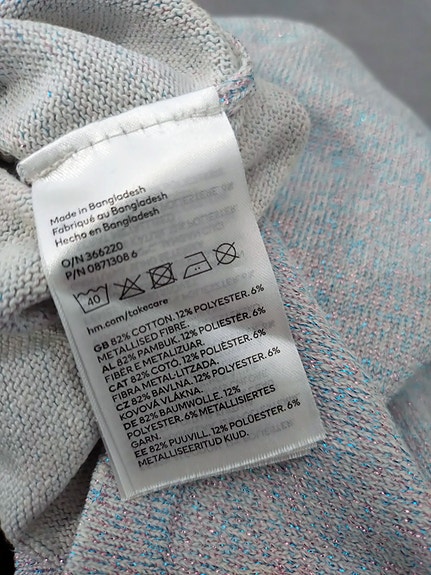 Made in Bangladesh
Fabriqué au Bangladesh
Hecho en Bangladesh
O/N 366220
P/N 0871308 6
40
hm.com/takecare
GB 82% COTTON. 12% POLYESTER. 6%
METALLISED FIBRE.
AL 82% PAMBUK. 12% POLIESTËR. 6%
FIBËR E METALIZUAR.
CAT 82% COTÓ. 12% POLIÈSTER. 6%
FIBRA METAL·LITZADA.
CZ 82% BAVLNA. 12% POLYESTER. 6%
KOVOVÁ VLÁKNA.
DE 82% BAUMWOLLE. 12%
POLYESTER. 6% METALLISIERTES
GARN.
EE 82% PUUVILL. 12% POLÜESTER. 6%
METALLISEERITUD KIUD.